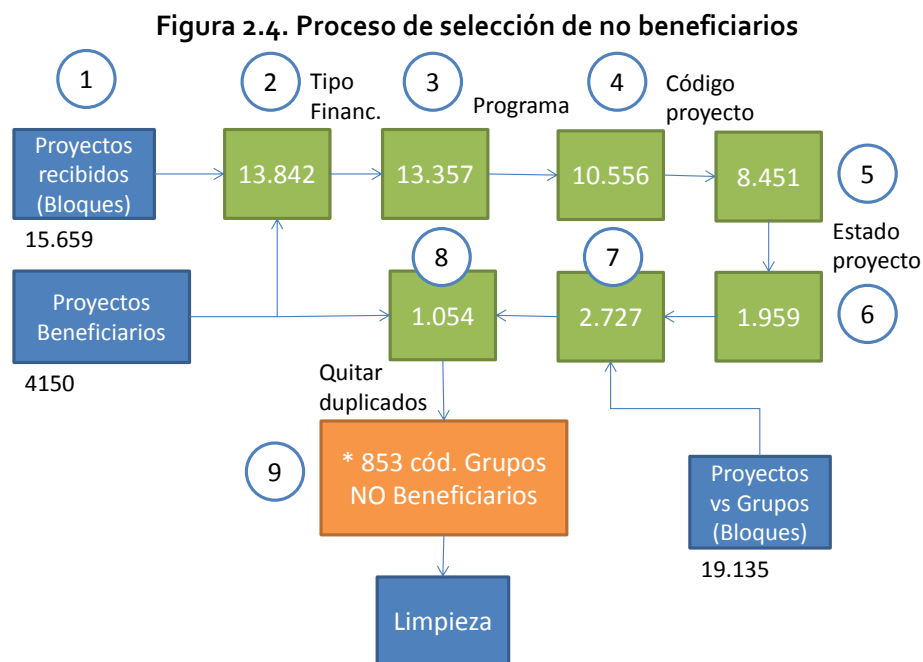 Figura 2.4. Proceso de selección de no beneficiarios
1
2
Tipo
Financ.
3
Programa
4
Código
proyecto
Proyectos
recibidos
(Bloques)
15.659
13.842
13.357
10.556
8.451
5
Estado
proyecto
8
7
Proyectos
Beneficiarios
4150
1.054
2.727
1.959
6
Quitar
duplicados
9
* 853 cód. Grupos
NO Beneficiarios
Proyectos
vs Grupos
(Bloques)
19.135
Limpieza